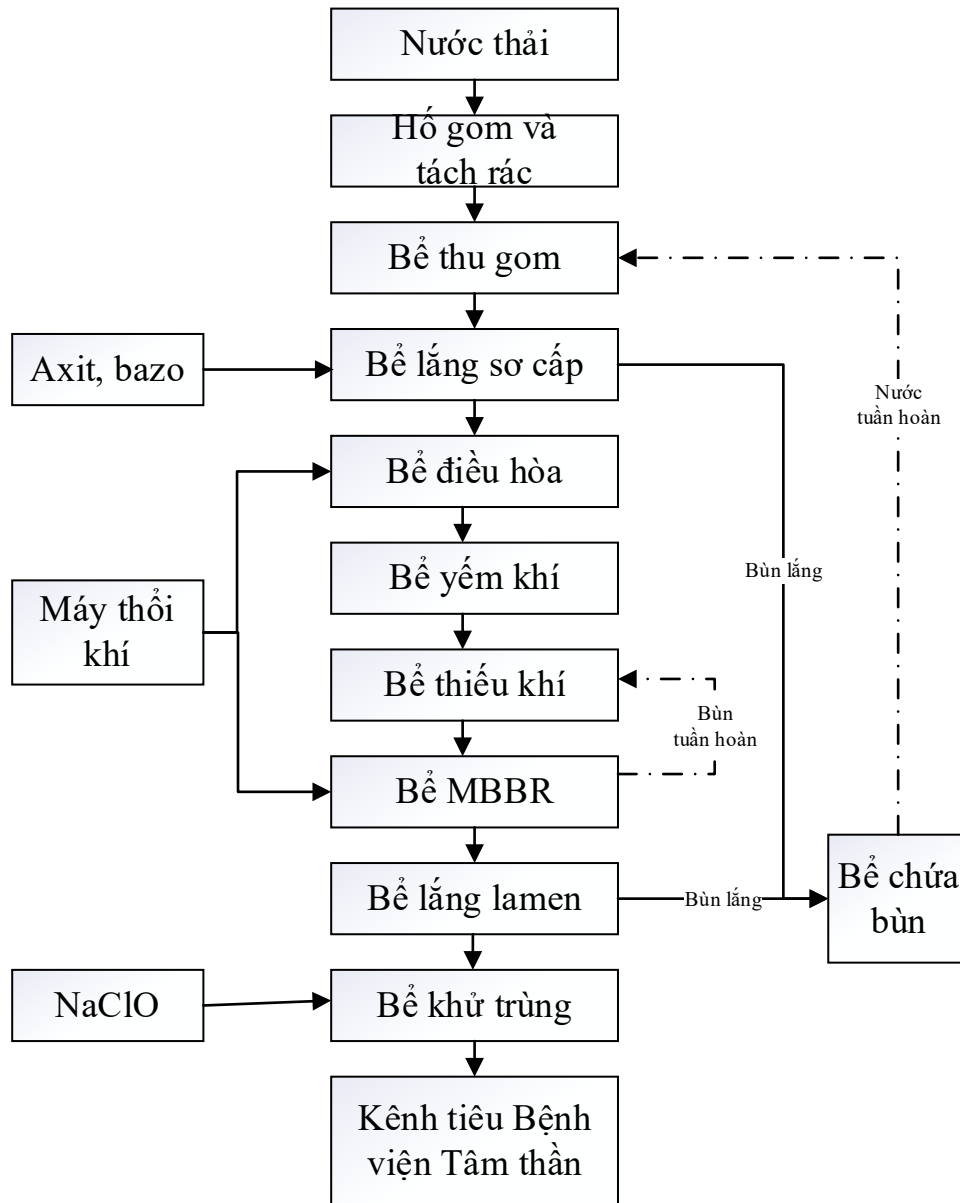 Nước thải
Hố gom và
tách rác
Bể thu gom
Axit, bazo
Bể lắng sơ cấp
Nước
tuần hoàn
Bể điều hòa
Bể yếm khí
Bùn lắng
Máy thổi
khí
Bể thiếu khí
Bùn
tuần hoàn
Bể MBBR
Bể lắng lamen
Bùn lắng
Bể chứa
bùn
NaClO
Bể khử trùng
Kênh tiêu Bệnh
viện Tâm thần